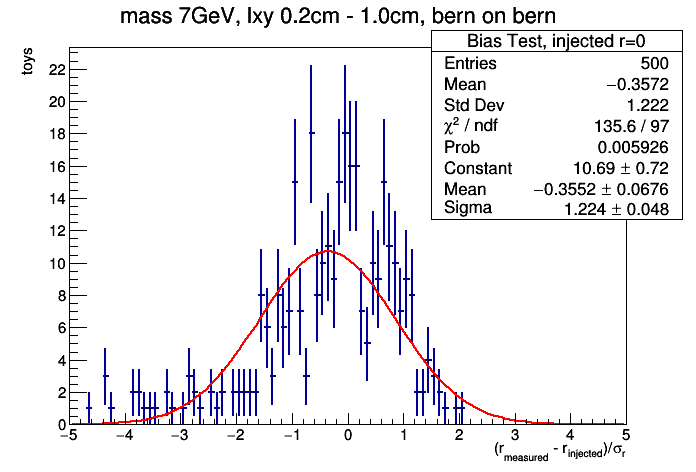 mass 7GeV, lxy 0.2cm - 1.0cm, bern on bern
Bias Test, injected r=0
Entries 500
Mean −0.3572
Std Dev 1.222
χ² / ndf 135.6 / 97
Prob 0.005926
Constant 10.69 ± 0.72
Mean −0.3552 ± 0.0676
Sigma 1.224 ± 0.048
toys
22
20
18
16
14
12
10
8
6
4
2
0
−5 −4 −3 −2 −1 0 1 2 3 4 5
(r_measured - r_injected)/σ_r